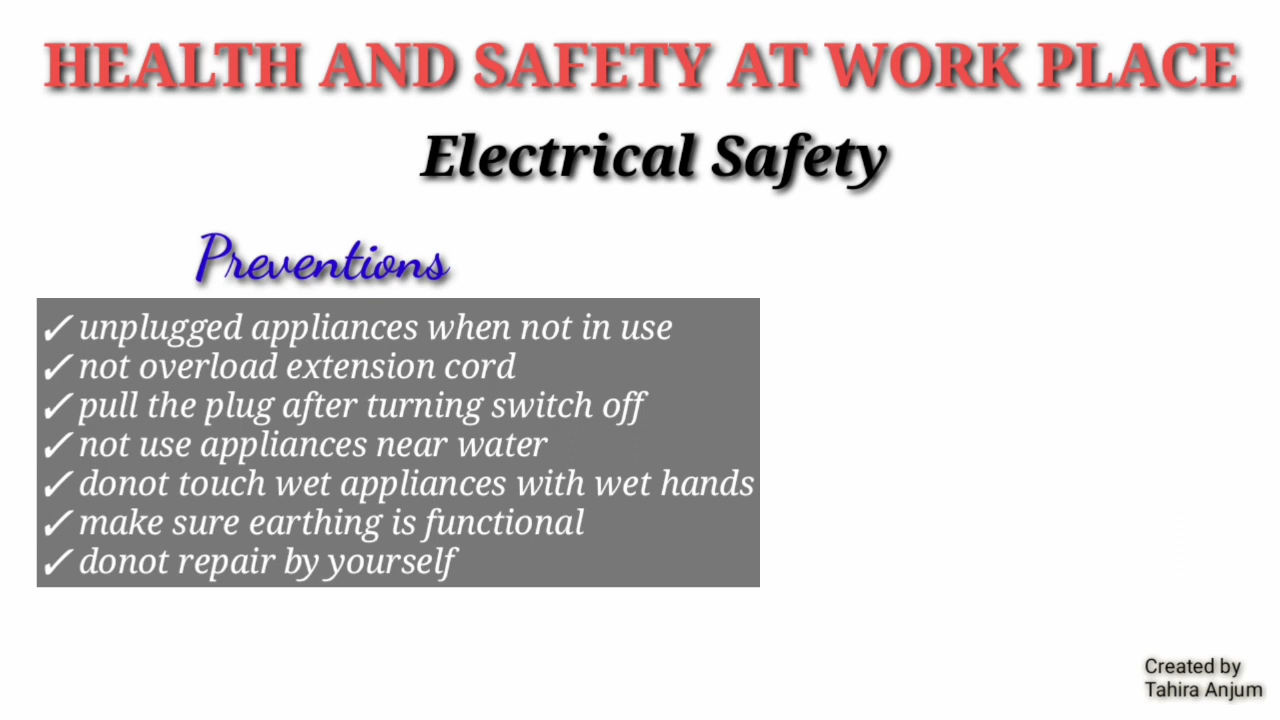 HEALTH AND SAFETY AT WORK PLACE
Electrical Safety
Preventions
✓ unplugged appliances when not in use
✓ not overload extension cord
✓ pull the plug after turning switch off
✓ not use appliances near water
✓ donot touch wet appliances with wet hands
✓ make sure earthing is functional
✓ donot repair by yourself
Created by
Tahira Anjum